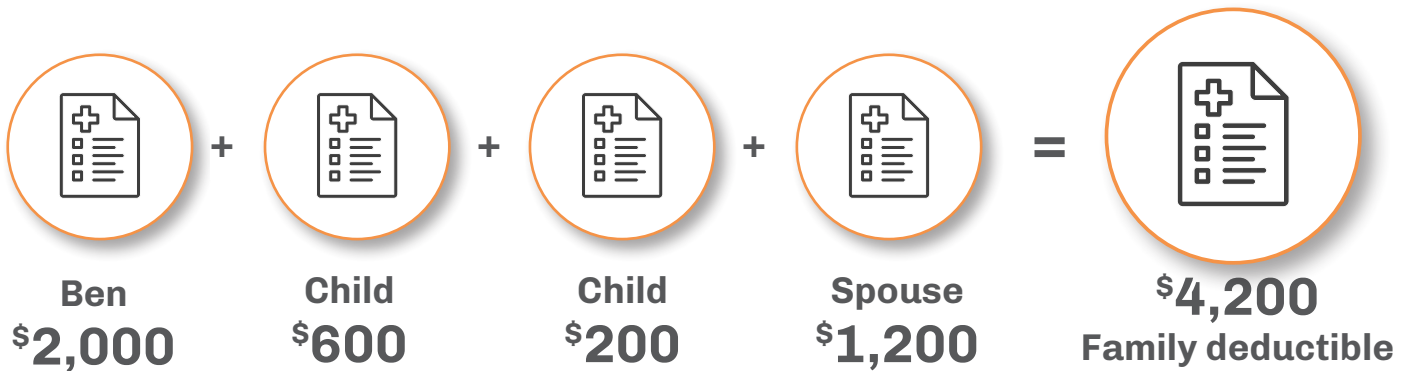 + + + =
Ben Child Child Spouse $4,200
$2,000 $600 $200 $1,200 Family deductible